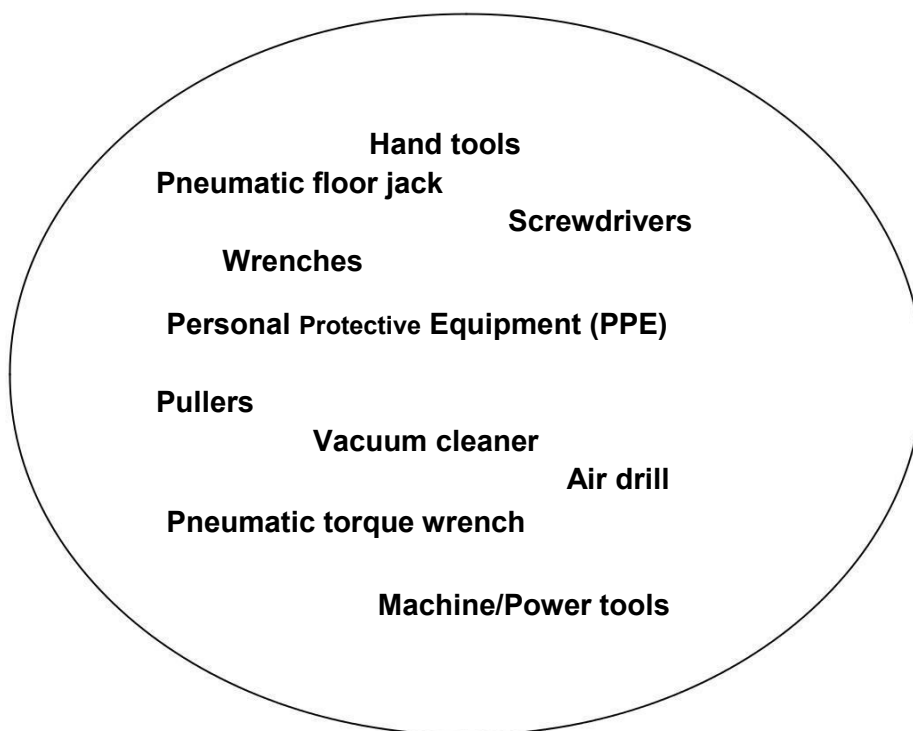 Hand tools
Pneumatic floor jack
Screwdrivers
Wrenches
Personal Protective Equipment (PPE)
Pullers
Vacuum cleaner
Air drill
Pneumatic torque wrench
Machine/Power tools